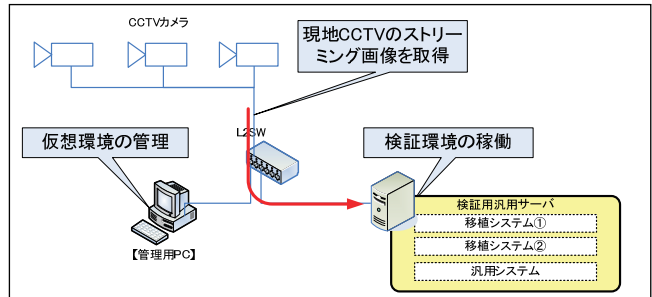 CCTVカメラ
現地CCTVのストリー
ミング画像を取得
仮想環境の管理
L2SW
検証環境の稼働
検証用汎用サーバ
移植システム①
移植システム②
汎用システム
【管理用PC】